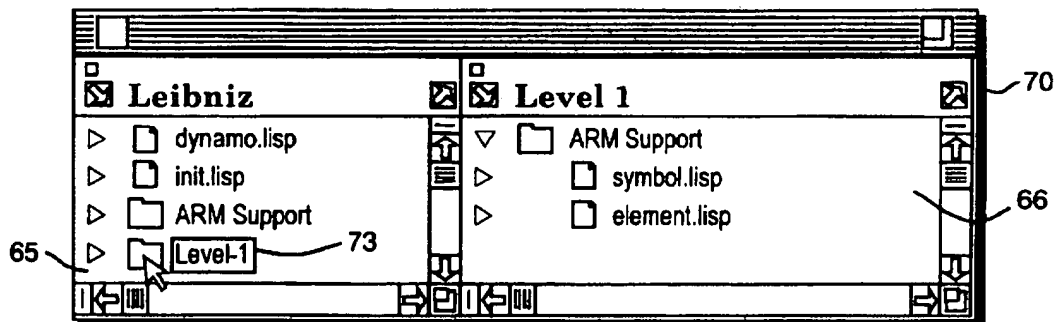 Leibniz
Level 1
70
dynamo.lisp
ARM Support
init.lisp
symbol.lisp
66
ARM Support
element.lisp
65
Level-1
73